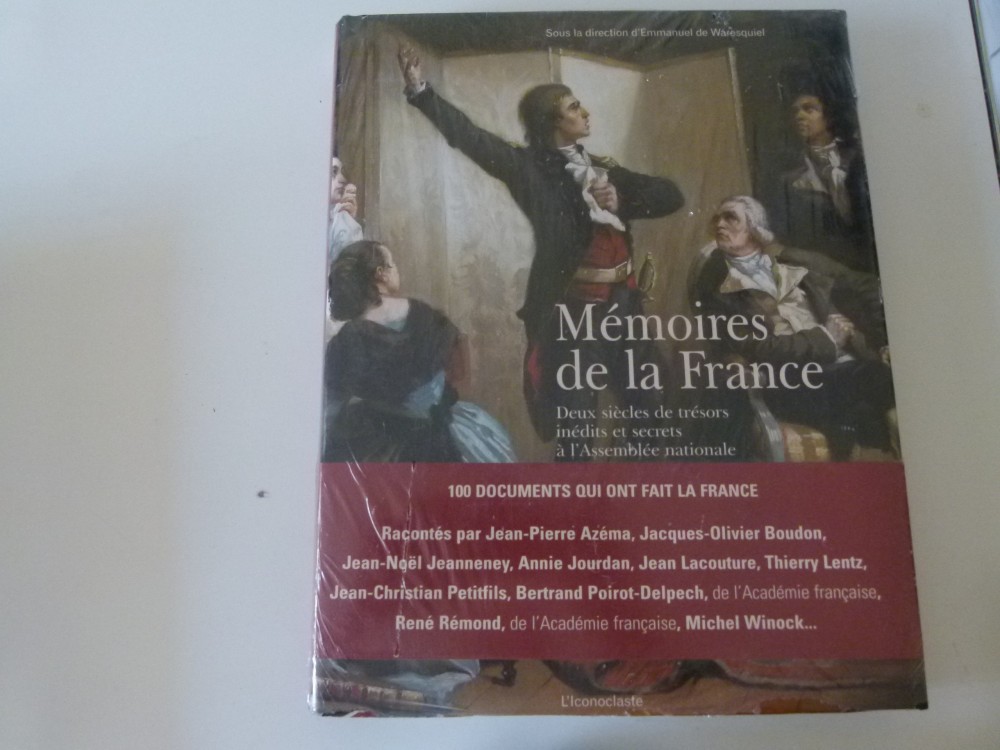 Sous la direction d'Emmanuel de Waresquiel
Mémoires
de la France
Deux siècles de trésors
inédits et secrets
à l'Assemblée nationale
100 DOCUMENTS QUI ONT FAIT LA FRANCE
Racontés par Jean-Pierre Azéma, Jacques-Olivier Boudon,
Jean-Noël Jeanneney, Annie Jourdan, Jean Lacouture, Thierry Lentz,
Jean-Christian Petitfils, Bertrand Poirot-Delpech, de l'Académie française,
René Rémond, de l'Académie française, Michel Winock...
L'Iconoclaste